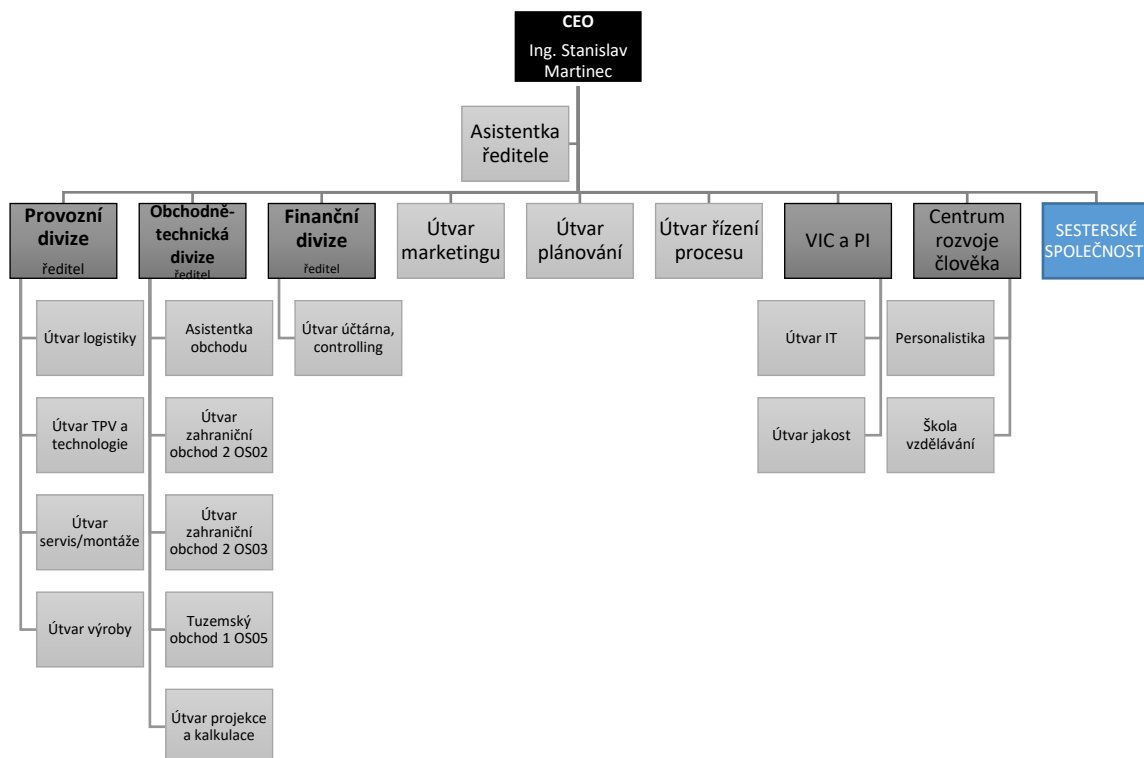 CEO
Ing. Stanislav
Martinec
Asistentka
ředitele
Provozní
divize
ředitel
Obchodně-
technická
divize
ředitel
Finanční
divize
ředitel
Útvar
marketingu
Útvar
plánování
Útvar řízení
procesu
VIC a PI
Centrum
rozvoje
člověka
SESTERSKÉ
SPOLEČNOSTI
Útvar logistiky
Asistentka
obchodu
Útvar účtárna,
controlling
Útvar IT
Personalistika
Útvar TPV a
technologie
Útvar
zahraniční
obchod 2 OS02
Útvar jakost
Škola
vzdělávání
Útvar
servis/montáže
Útvar
zahraniční
obchod 2 OS03
Útvar výroby
Tuzemský
obchod 1 OS05
Útvar projekce
a kalkulace